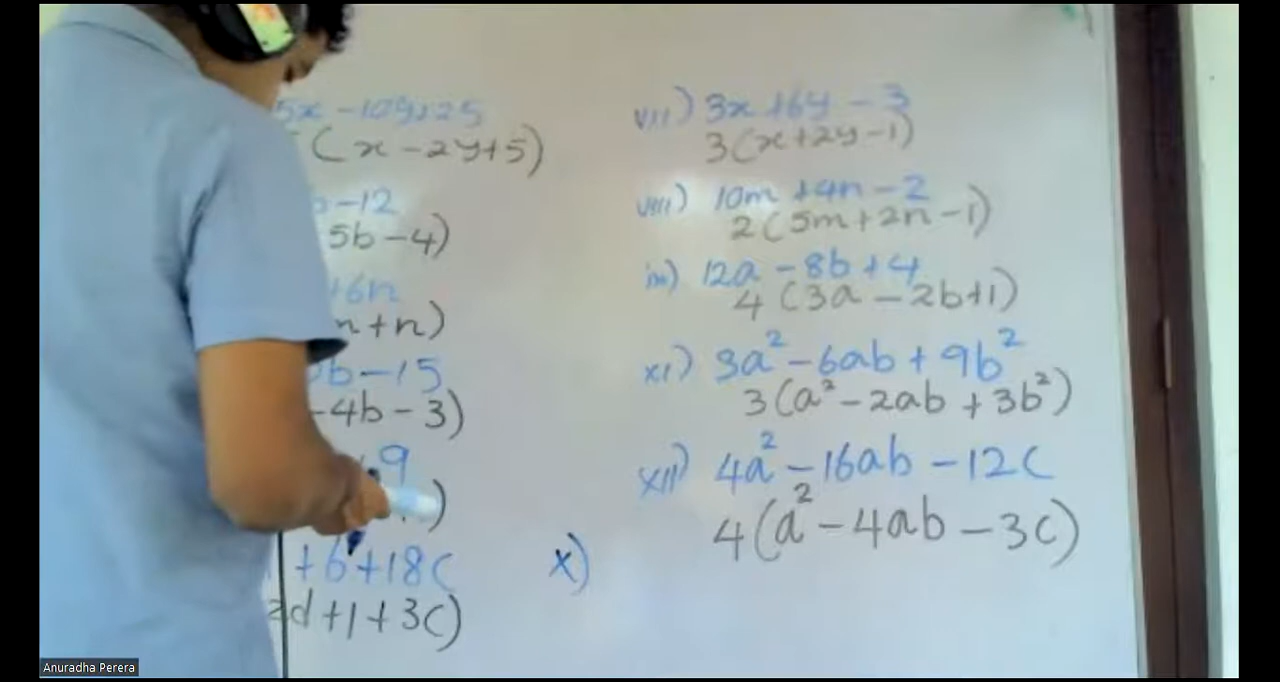 5x - 10y + 25
(x - 2y + 5)
- 12
5b - 4)
+ 6n
n + n)
b - 15
- 4b - 3)
9
)
+ 6 + 18c
2d + 1 + 3c)
vii) 3x + 6y - 3
3(x + 2y - 1)
viii) 10m + 4n - 2
2(5m + 2n - 1)
ix) 12a - 8b + 4
4(3a - 2b + 1)
xi) 3a² - 6ab + 9b²
3(a² - 2ab + 3b²)
xii) 4a² - 16ab - 12c
4(a² - 4ab - 3c)
x)
Anuradha Perera